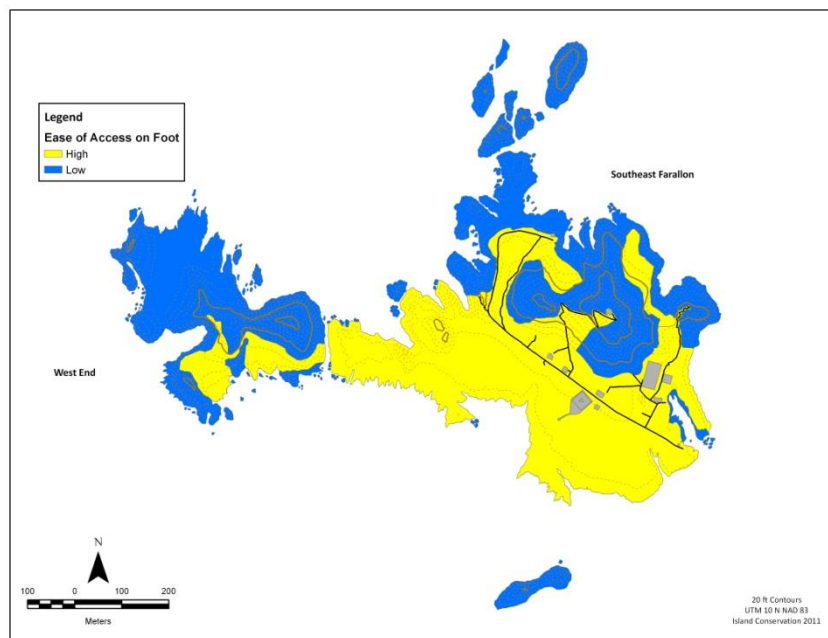 Legend
Ease of Access on Foot
High
Low
Southeast Farallon
West End
N
100 0 100 200
Meters
20 ft Contours
UTM 10 N NAD 83
Island Conservation 2011